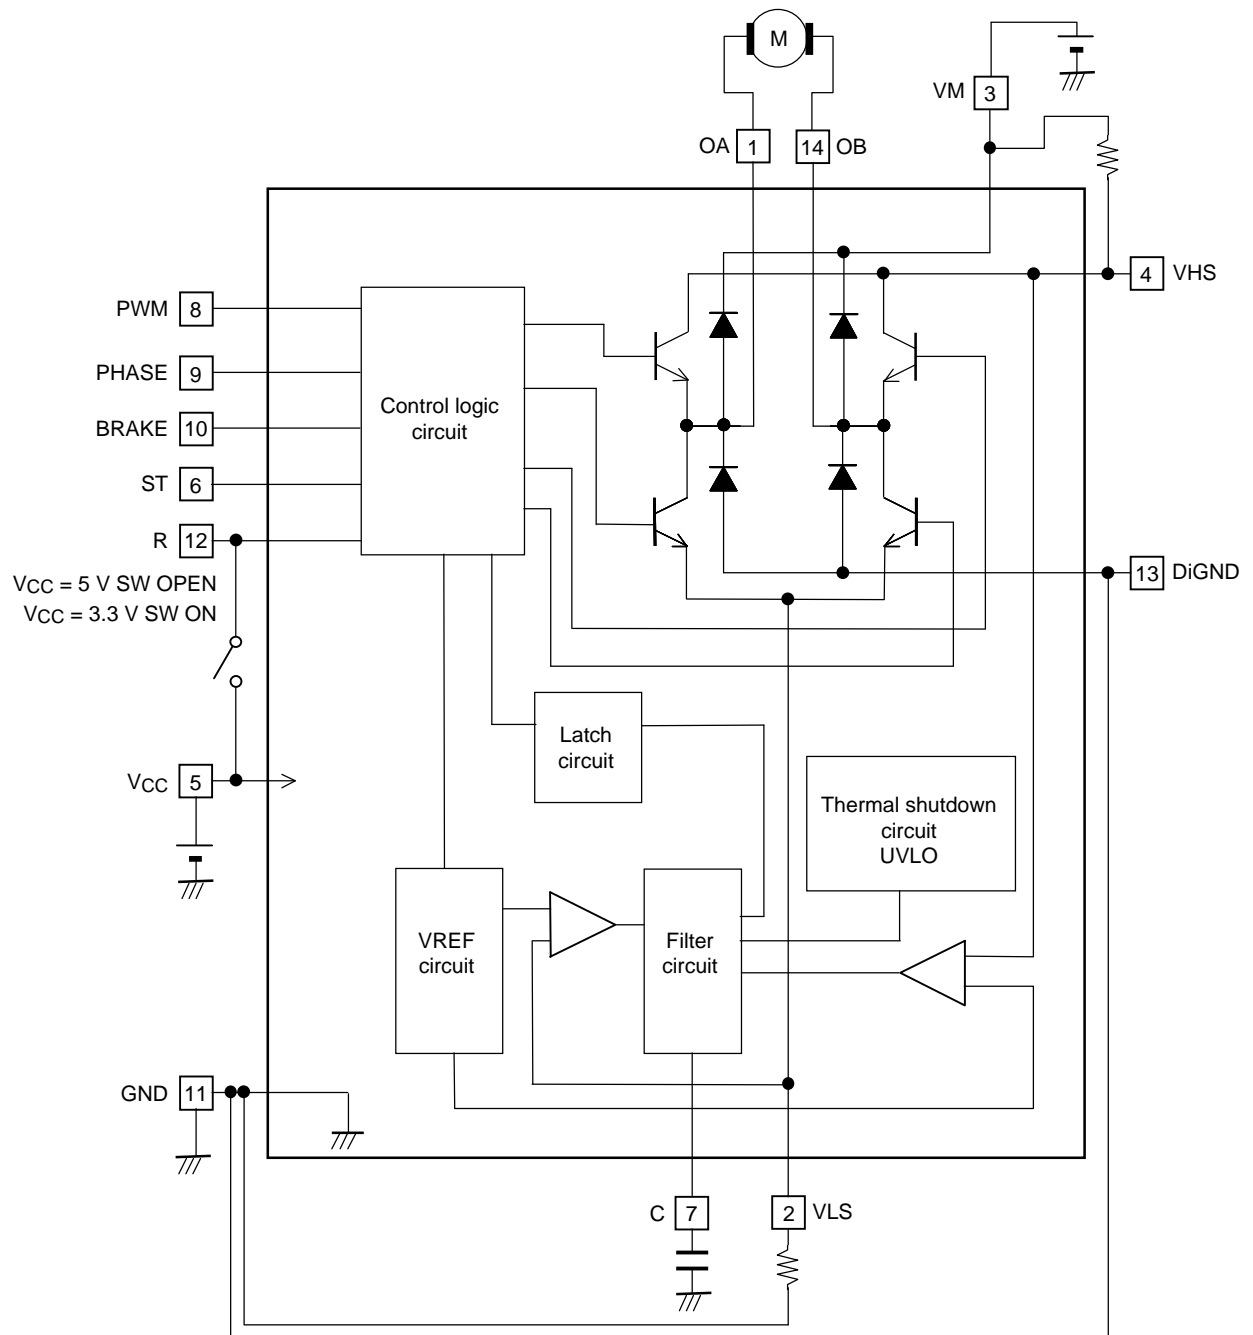 M
VM 3
OA 1
14 OB
4 VHS
PWM 8
PHASE 9
BRAKE 10
ST 6
R 12
Control logic
circuit
VCC = 5 V SW OPEN
VCC = 3.3 V SW ON
13 DiGND
Latch
circuit
VCC 5
Thermal shutdown
circuit
UVLO
VREF
circuit
Filter
circuit
GND 11
C 7
2 VLS